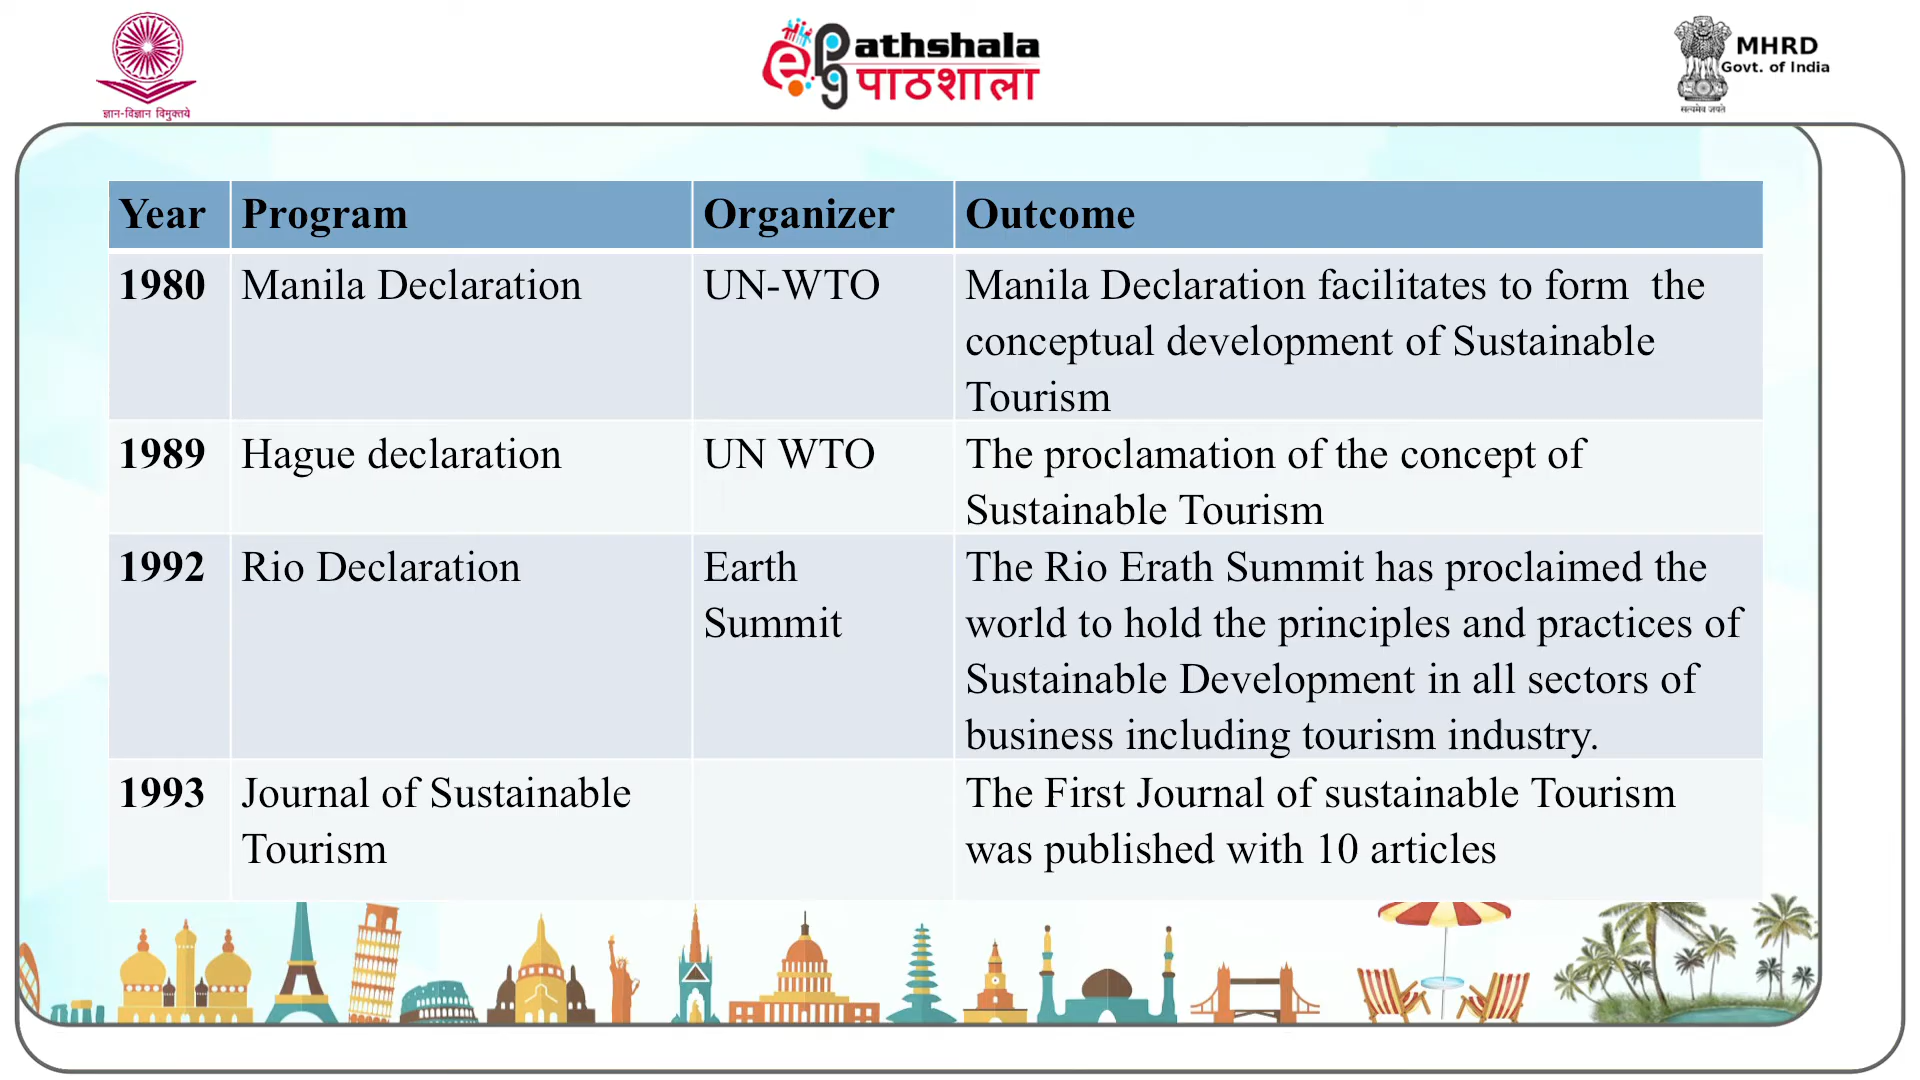 ज्ञान-विज्ञान विमुक्तये
e pg Pathshala
पाठशाला
MHRD
Govt. of India
सत्यमेव जयते
Year Program Organizer Outcome
1980 Manila Declaration UN-WTO Manila Declaration facilitates to form the
conceptual development of Sustainable
Tourism
1989 Hague declaration UN WTO The proclamation of the concept of
Sustainable Tourism
1992 Rio Declaration Earth The Rio Erath Summit has proclaimed the
Summit world to hold the principles and practices of
Sustainable Development in all sectors of
business including tourism industry.
1993 Journal of Sustainable The First Journal of sustainable Tourism
Tourism was published with 10 articles